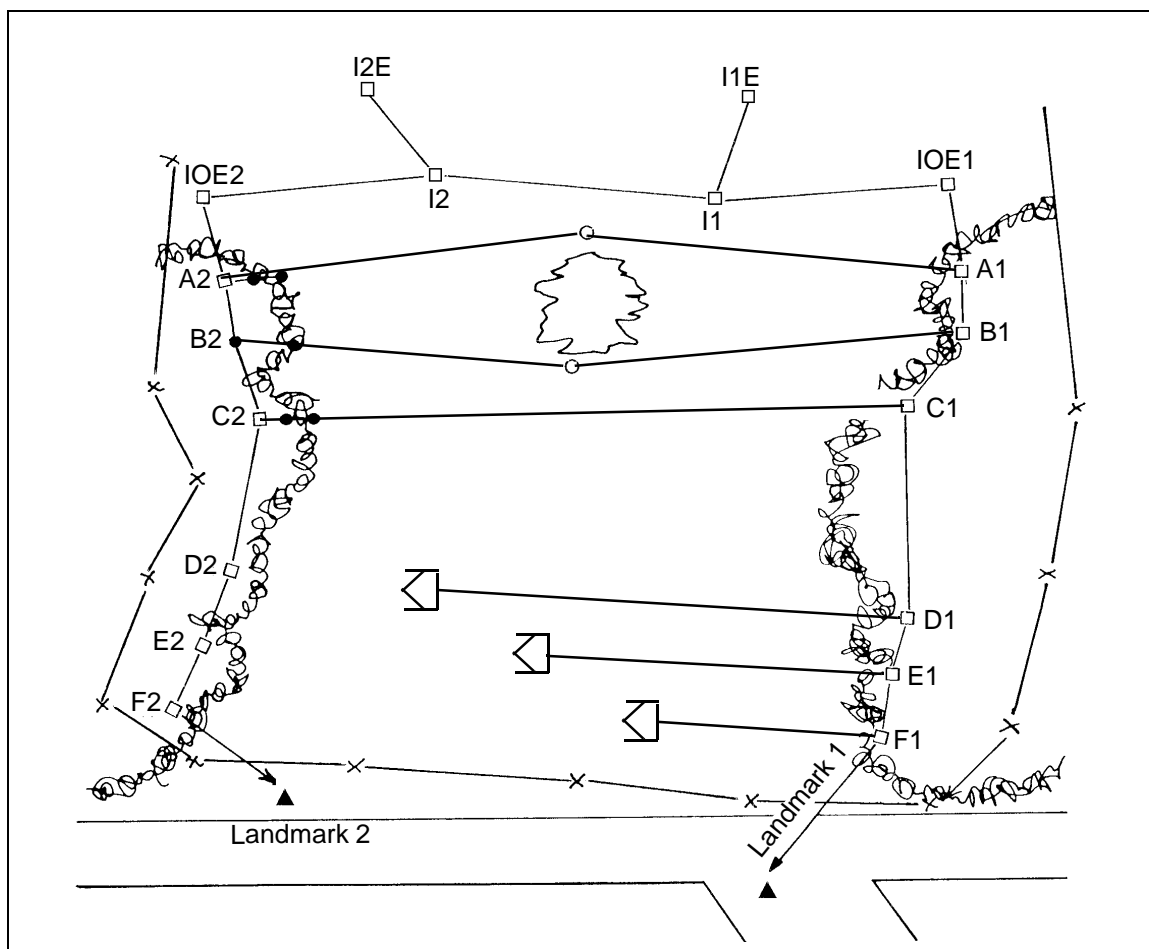 I2E
I1E
IOE2
IOE1
I2
I1
A2
A1
B2
B1
C2
C1
D2
D1
E2
E1
F2
F1
Landmark 1
Landmark 2